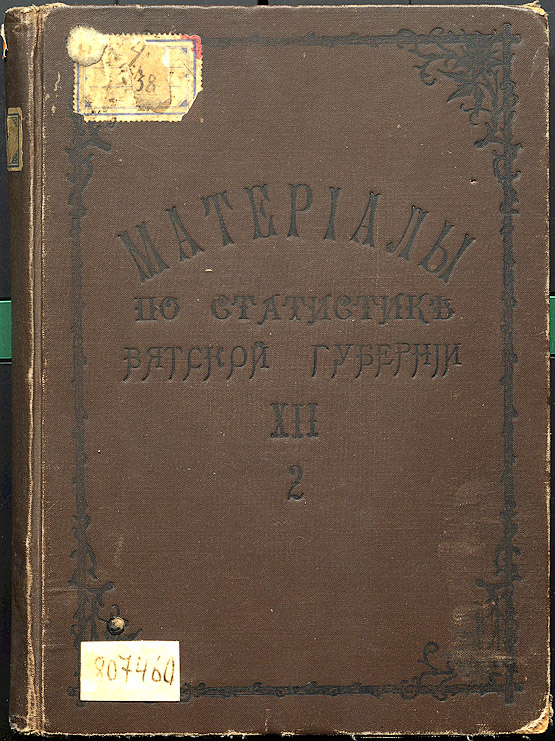 38
МАТЕРІАЛЫ
ПО СТАТИСТИКѢ
ВЯТСКОЙ ГУБЕРНІИ
XII
2
807460